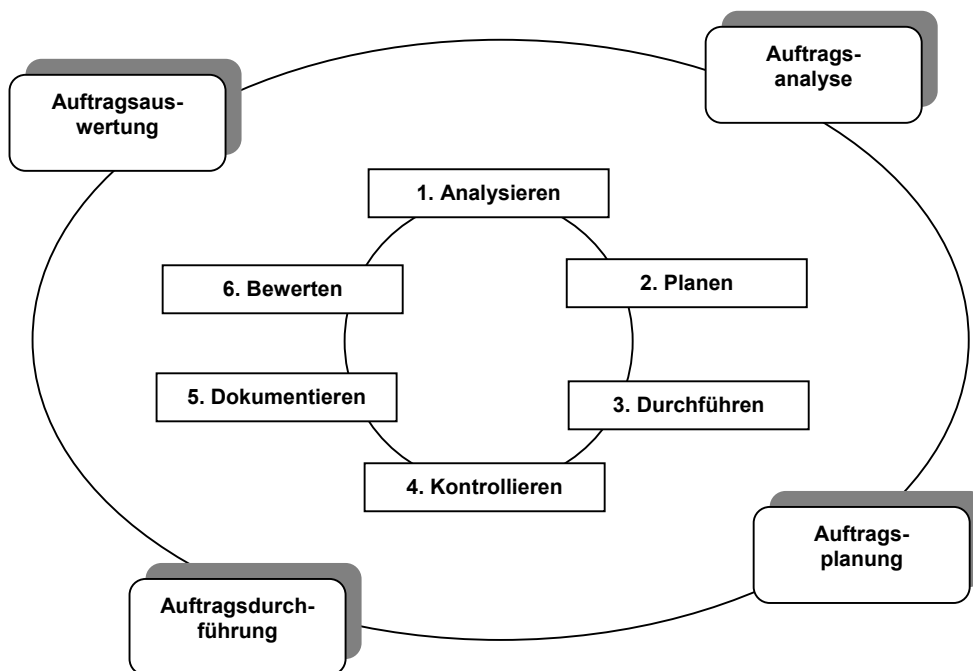 Auftrags-
analyse
Auftragsaus-
wertung
1. Analysieren
6. Bewerten
2. Planen
5. Dokumentieren
3. Durchführen
4. Kontrollieren
Auftrags-
planung
Auftragsdurch-
führung